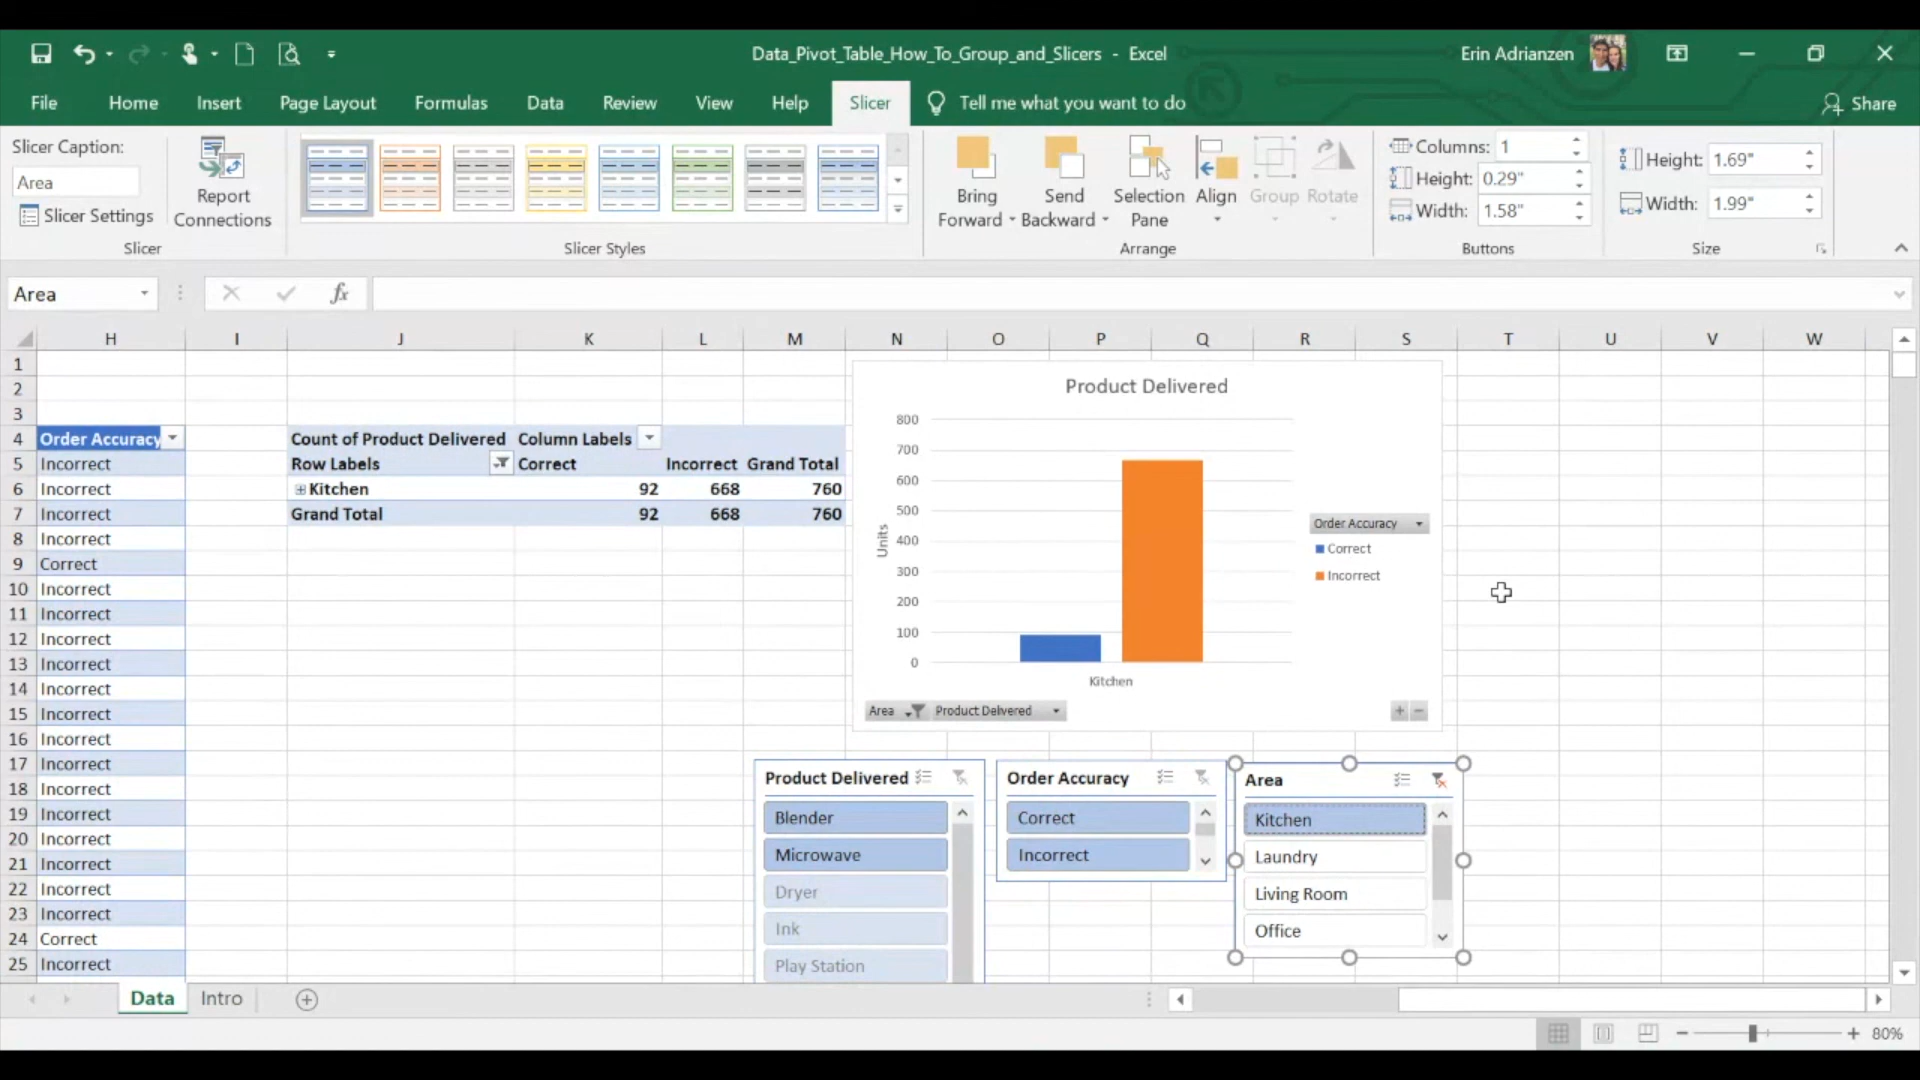 Data_Pivot_Table_How_To_Group_and_Slicers - Excel
Erin Adrianzen
File Home Insert Page Layout Formulas Data Review View Help Slicer Tell me what you want to do Share
Slicer Caption:
Area
Slicer Settings
Report Connections
Slicer
Slicer Styles
Bring Forward
Send Backward
Selection Pane
Align
Group
Rotate
Arrange
Columns: 1
Height: 0.29"
Width: 1.58"
Buttons
Height: 1.69"
Width: 1.99"
Size
Area
fx
H I J K L M N O P Q R S T U V W
1
2
3
4 Order Accuracy Count of Product Delivered Column Labels
5 Incorrect Row Labels Correct Incorrect Grand Total
6 Incorrect Kitchen 92 668 760
7 Incorrect Grand Total 92 668 760
8 Incorrect
9 Correct
10 Incorrect
11 Incorrect
12 Incorrect
13 Incorrect
14 Incorrect
15 Incorrect
16 Incorrect
17 Incorrect
18 Incorrect
19 Incorrect
20 Incorrect
21 Incorrect
22 Incorrect
23 Incorrect
24 Correct
25 Incorrect
Product Delivered
800
700
600
500
400
300
200
100
0
Units
Kitchen
Order Accuracy
Correct
Incorrect
Area Product Delivered
Product Delivered
Blender
Microwave
Dryer
Ink
Play Station
Order Accuracy
Correct
Incorrect
Area
Kitchen
Laundry
Living Room
Office
Data Intro
80%